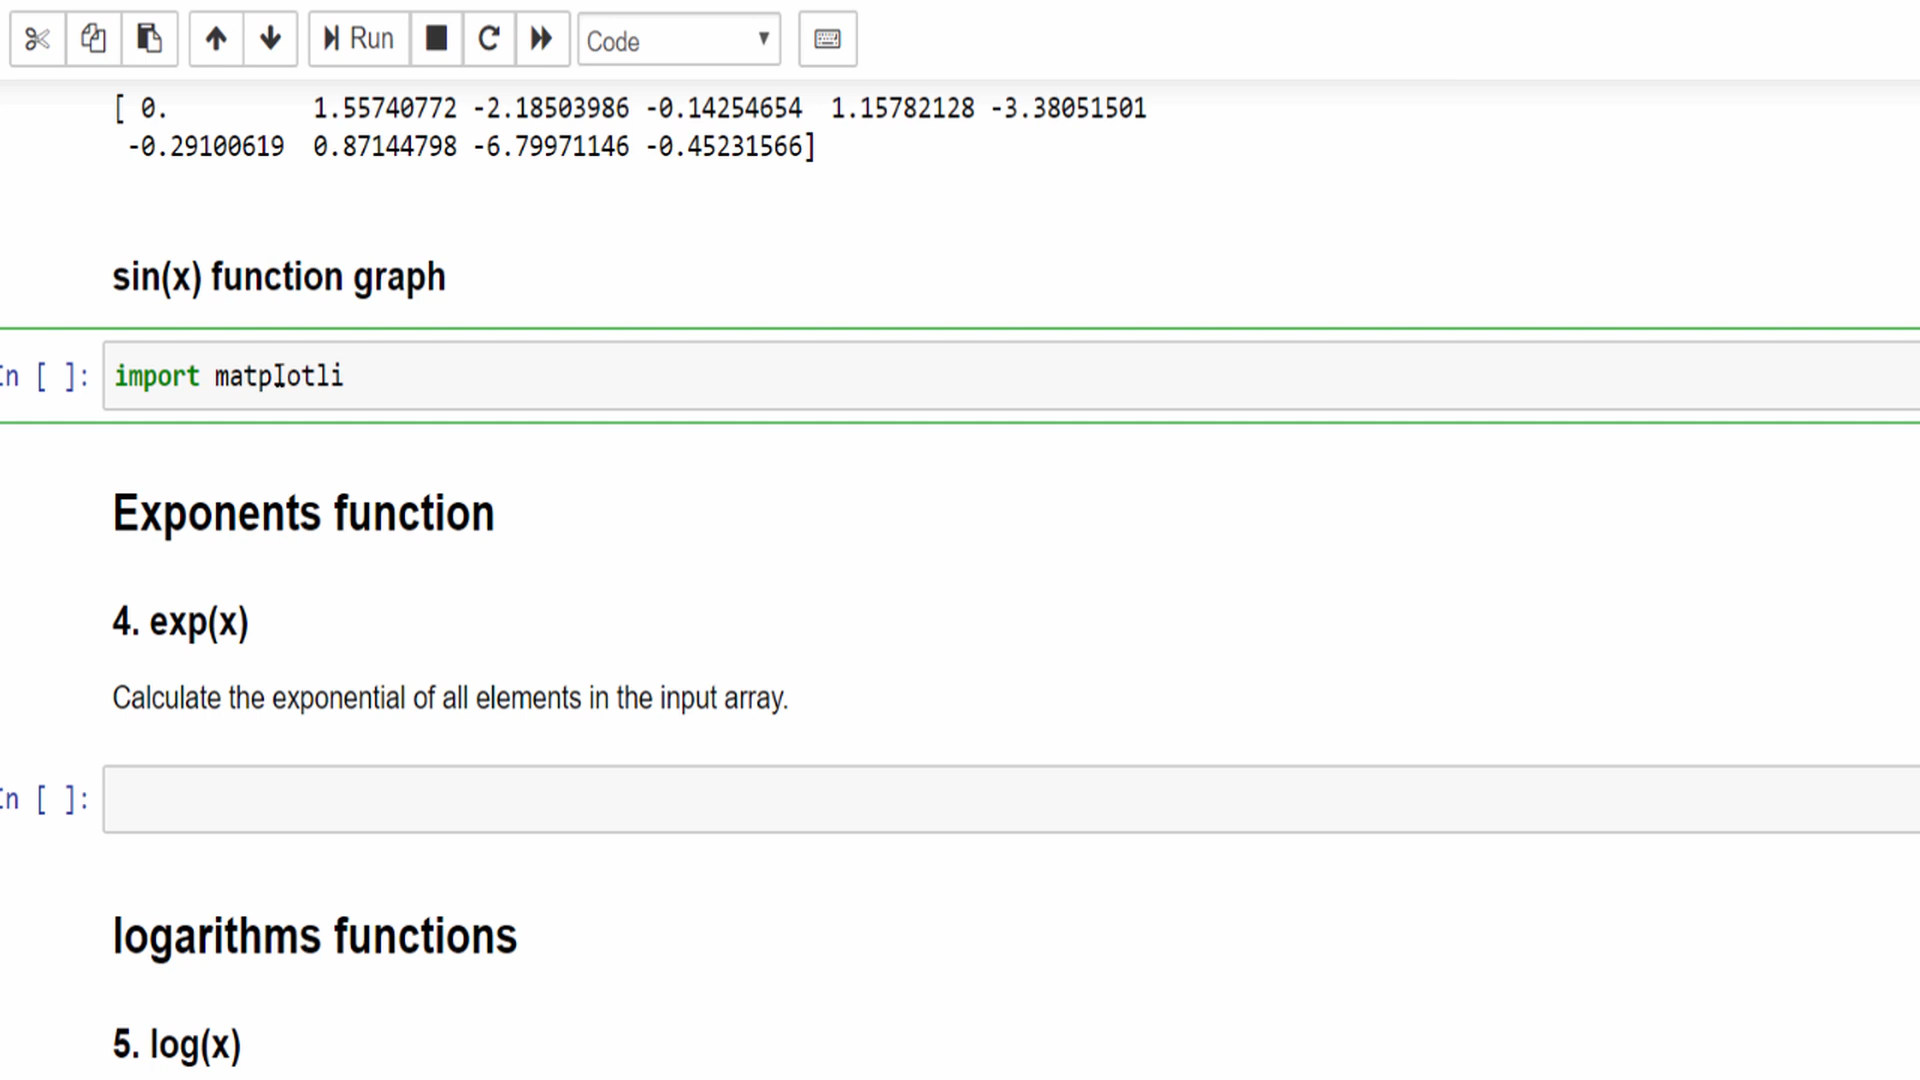 Run Code
[ 0.         1.55740772 -2.18503986 -0.14254654  1.15782128 -3.38051501
 -0.29100619  0.87144798 -6.79971146 -0.45231566]
sin(x) function graph
In [ ]: import matplotli
Exponents function
4. exp(x)
Calculate the exponential of all elements in the input array.
In [ ]:
logarithms functions
5. log(x)